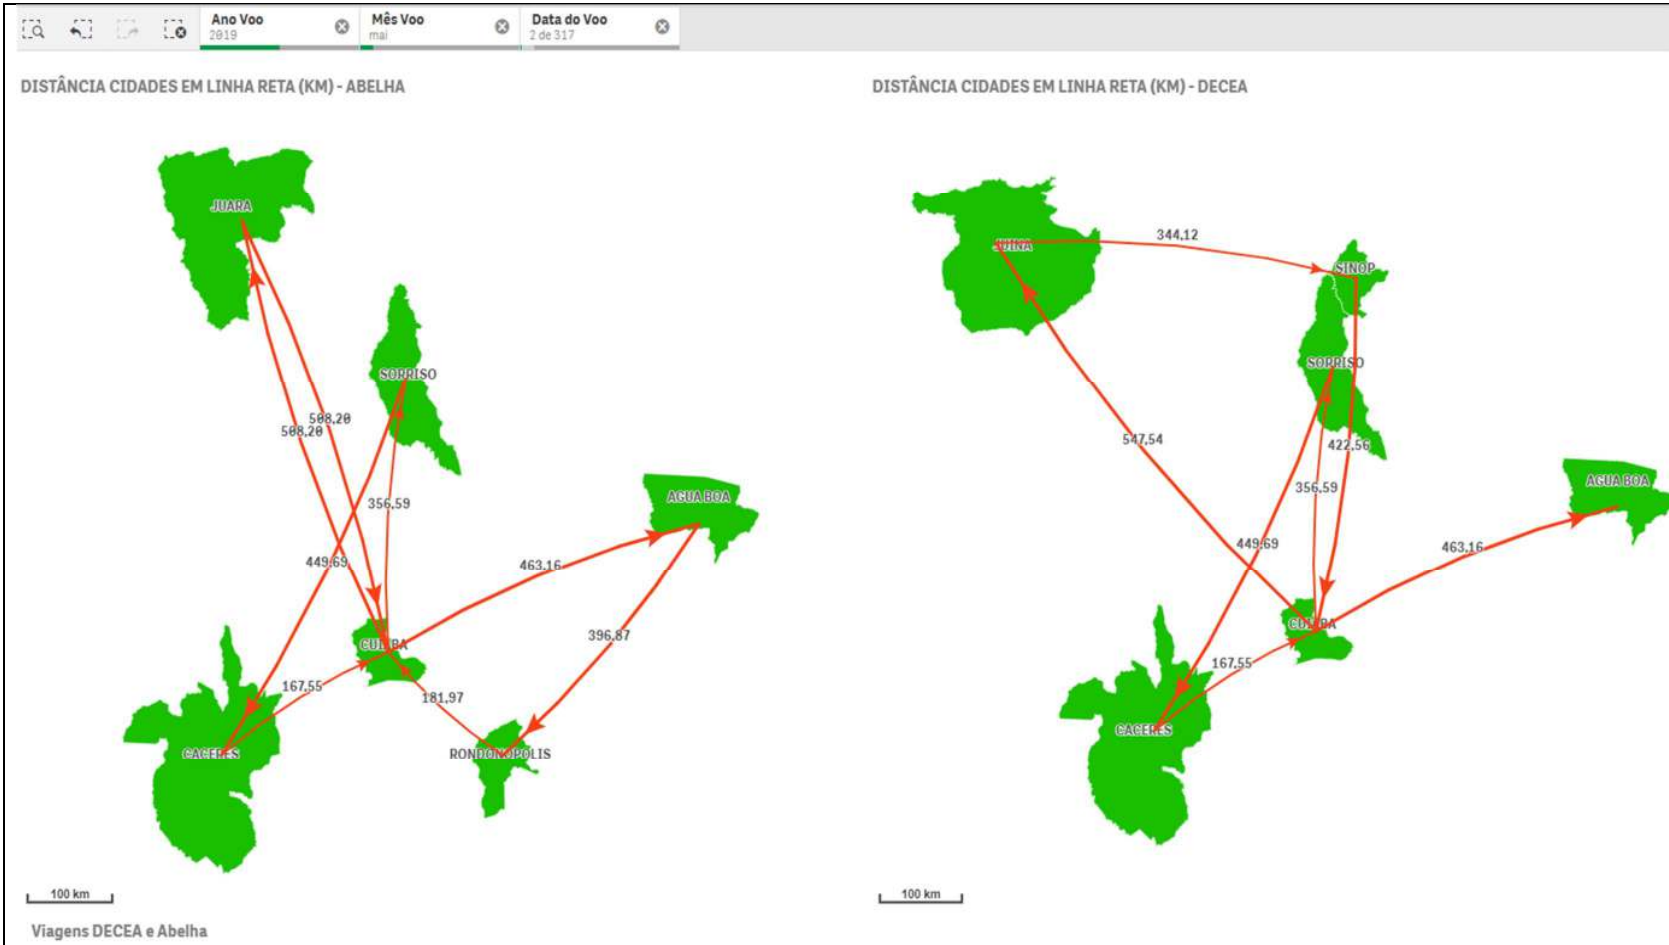 Ano Voo
2019
Mês Voo
mai
Data do Voo
2 de 317
DISTÂNCIA CIDADES EM LINHA RETA (KM) - ABELHA
JUARA
SORRISO
508,20
508,20
356,59
AGUA BOA
449,69
463,16
CUIABA
396,87
167,55
181,97
CACERES
RONDONOPOLIS
100 km
DISTÂNCIA CIDADES EM LINHA RETA (KM) - DECEA
344,12
JUINA
SINOP
SORRISO
547,54
422,56
AGUA BOA
356,59
449,69
463,16
CUIABA
167,55
CACERES
100 km
Viagens DECEA e Abelha